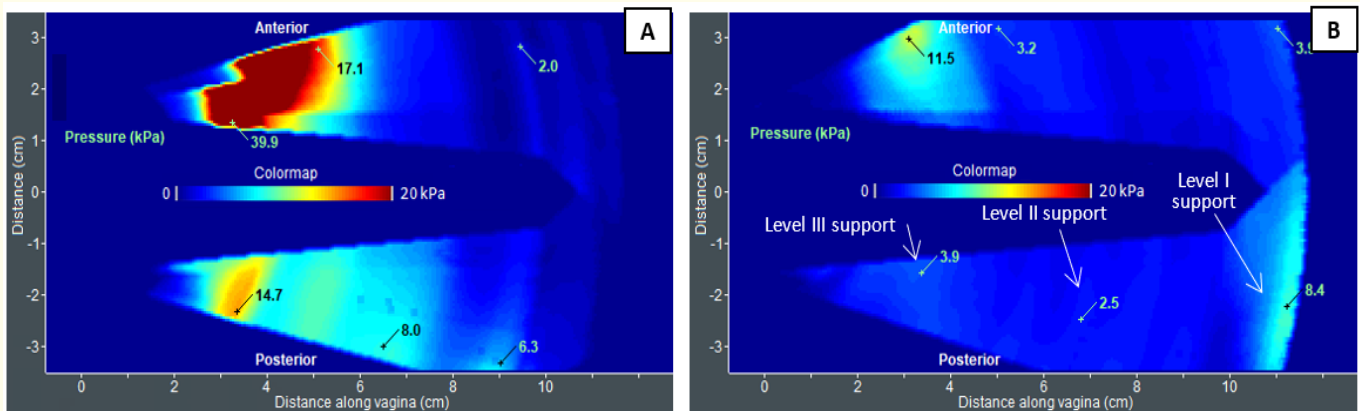 A
Anterior
3
2
1
0
-1
-2
-3
Distance (cm)
17.1
2.0
39.9
Pressure (kPa)
Colormap
0
20 kPa
14.7
8.0
6.3
Posterior
0
2
4
6
8
10
Distance along vagina (cm)
B
Anterior
3
2
1
0
-1
-2
-3
Distance (cm)
11.5
3.2
Pressure (kPa)
Colormap
0
20 kPa
Level I
support
Level II support
Level III support
3.9
2.5
8.4
Posterior
0
2
4
6
8
10
12
Distance along vagina (cm)